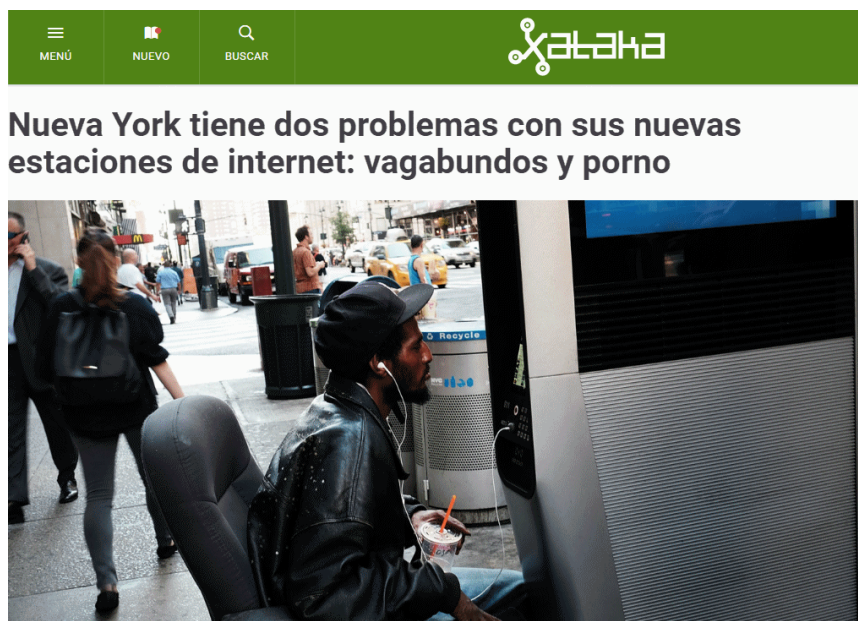 MENÚ
NUEVO
BUSCAR
xataka
Nueva York tiene dos problemas con sus nuevas
estaciones de internet: vagabundos y porno
Recycle